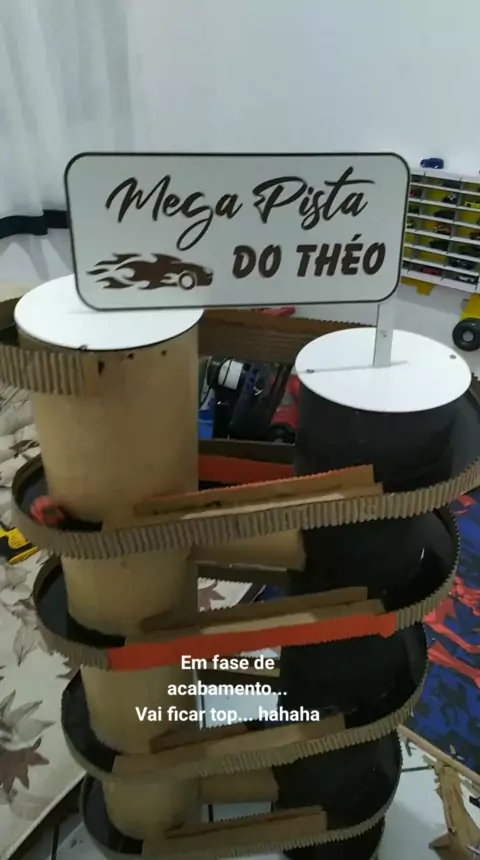 Mega Pista
DO THÉO
Em fase de
acabamento...
Vai ficar top... hahaha